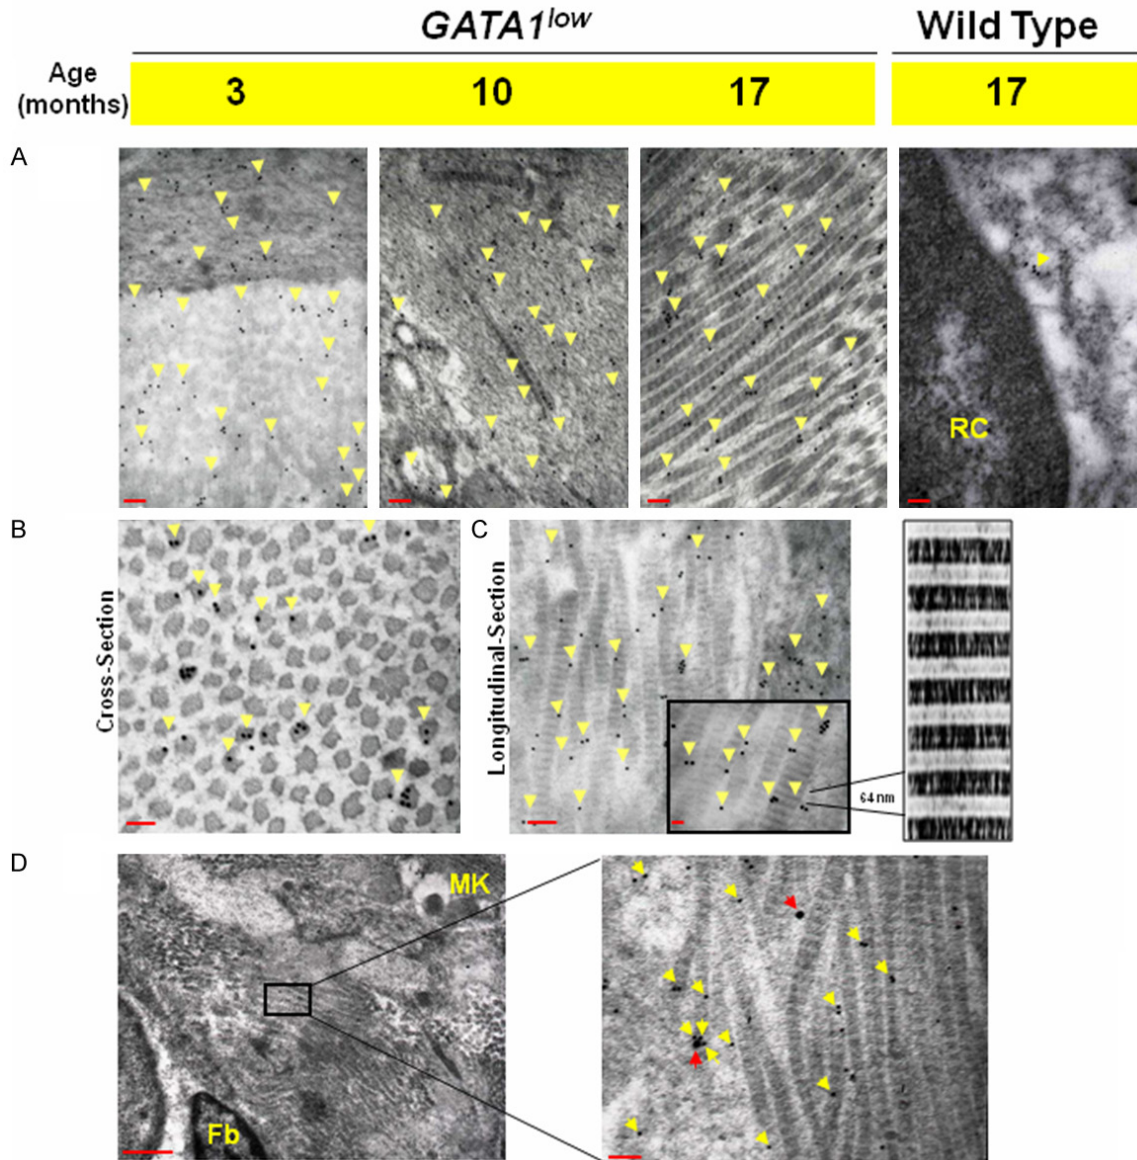 GATA1low Wild Type
Age
(months) 3 10 17 17
A
RC
B C
Cross-Section
Longitudinal-Section
64 nm
D
MK
Fb